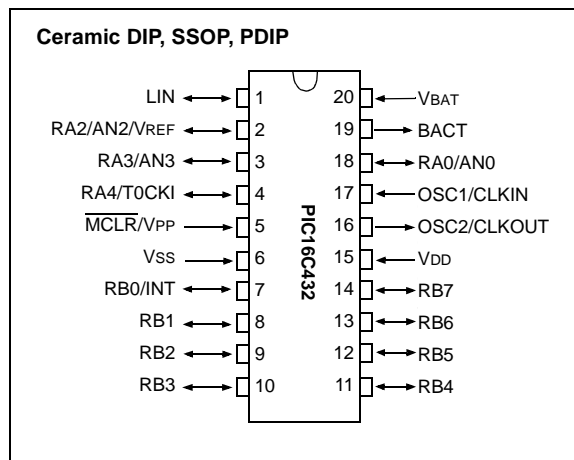 Ceramic DIP, SSOP, PDIP
LIN 1 20 VBAT
RA2/AN2/VREF 2 19 BACT
RA3/AN3 3 18 RA0/AN0
RA4/T0CKI 4 17 OSC1/CLKIN
MCLR/VPP 5 16 OSC2/CLKOUT
VSS 6 15 VDD
RB0/INT 7 14 RB7
RB1 8 13 RB6
RB2 9 12 RB5
RB3 10 11 RB4
PIC16C432